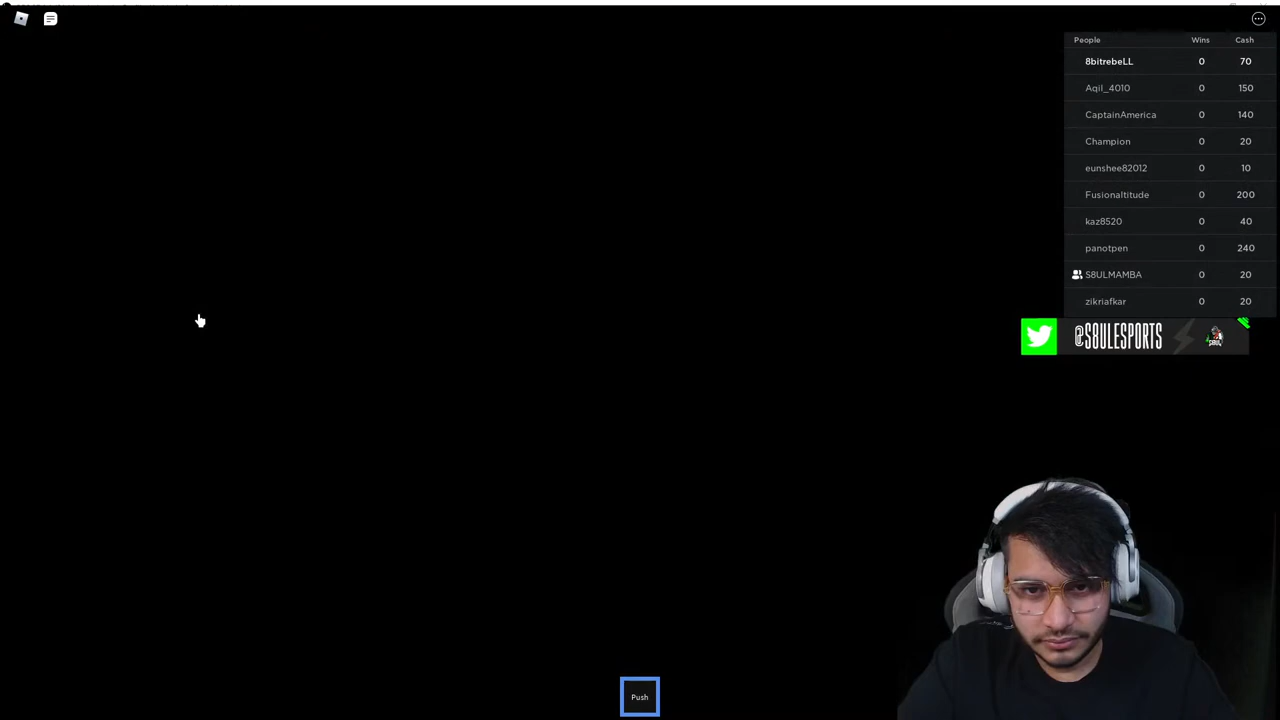 People Wins Cash
8bitrebeLL 0 70
Aqil_4010 0 150
CaptainAmerica 0 140
Champion 0 20
eunshee82012 0 10
Fusionaltitude 0 200
kaz8520 0 40
panotpen 0 240
S8ULMAMBA 0 20
zikriafkar 0 20
@S8ULESPORTS
Push